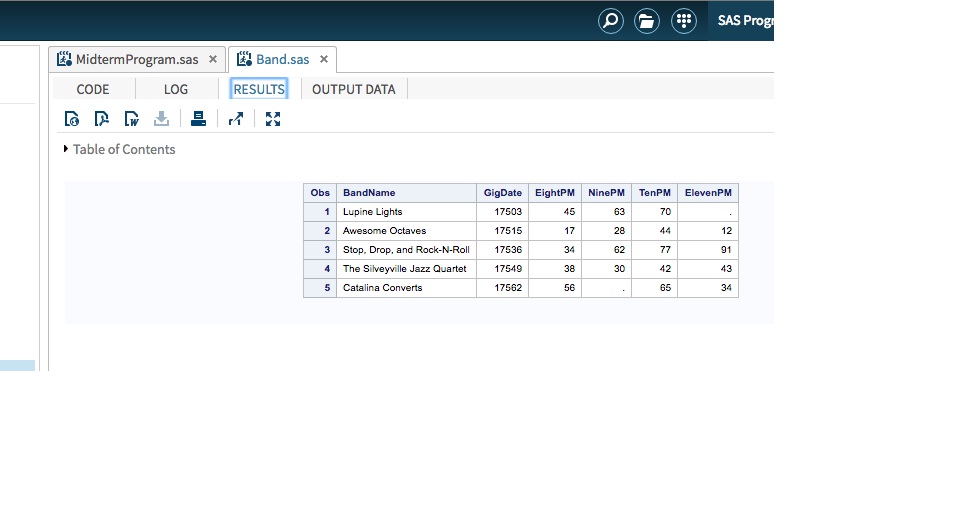 SAS Progr
MidtermProgram.sas × Band.sas ×
CODE LOG RESULTS OUTPUT DATA
Table of Contents
Obs BandName GigDate EightPM NinePM TenPM ElevenPM
1 Lupine Lights 17503 45 63 70 .
2 Awesome Octaves 17515 17 28 44 12
3 Stop, Drop, and Rock-N-Roll 17536 34 62 77 91
4 The Silveyville Jazz Quartet 17549 38 30 42 43
5 Catalina Converts 17562 56 . 65 34